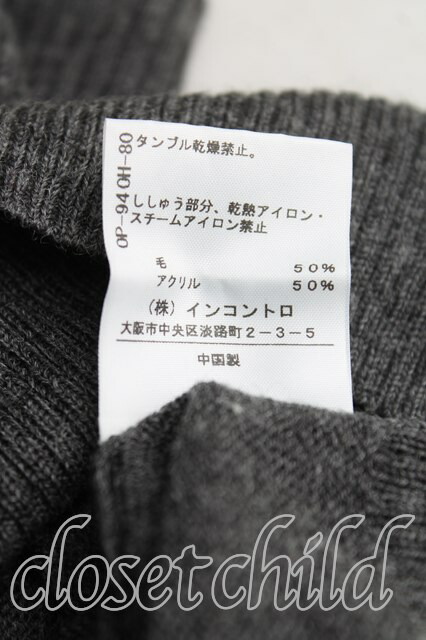 OP-940H-80
タンブル乾燥禁止。
ししゅう部分、乾熱アイロン・
スチームアイロン禁止
毛 50%
アクリル 50%
(株) インコントロ
大阪市中央区淡路町2-3-5
中国製
closetchild